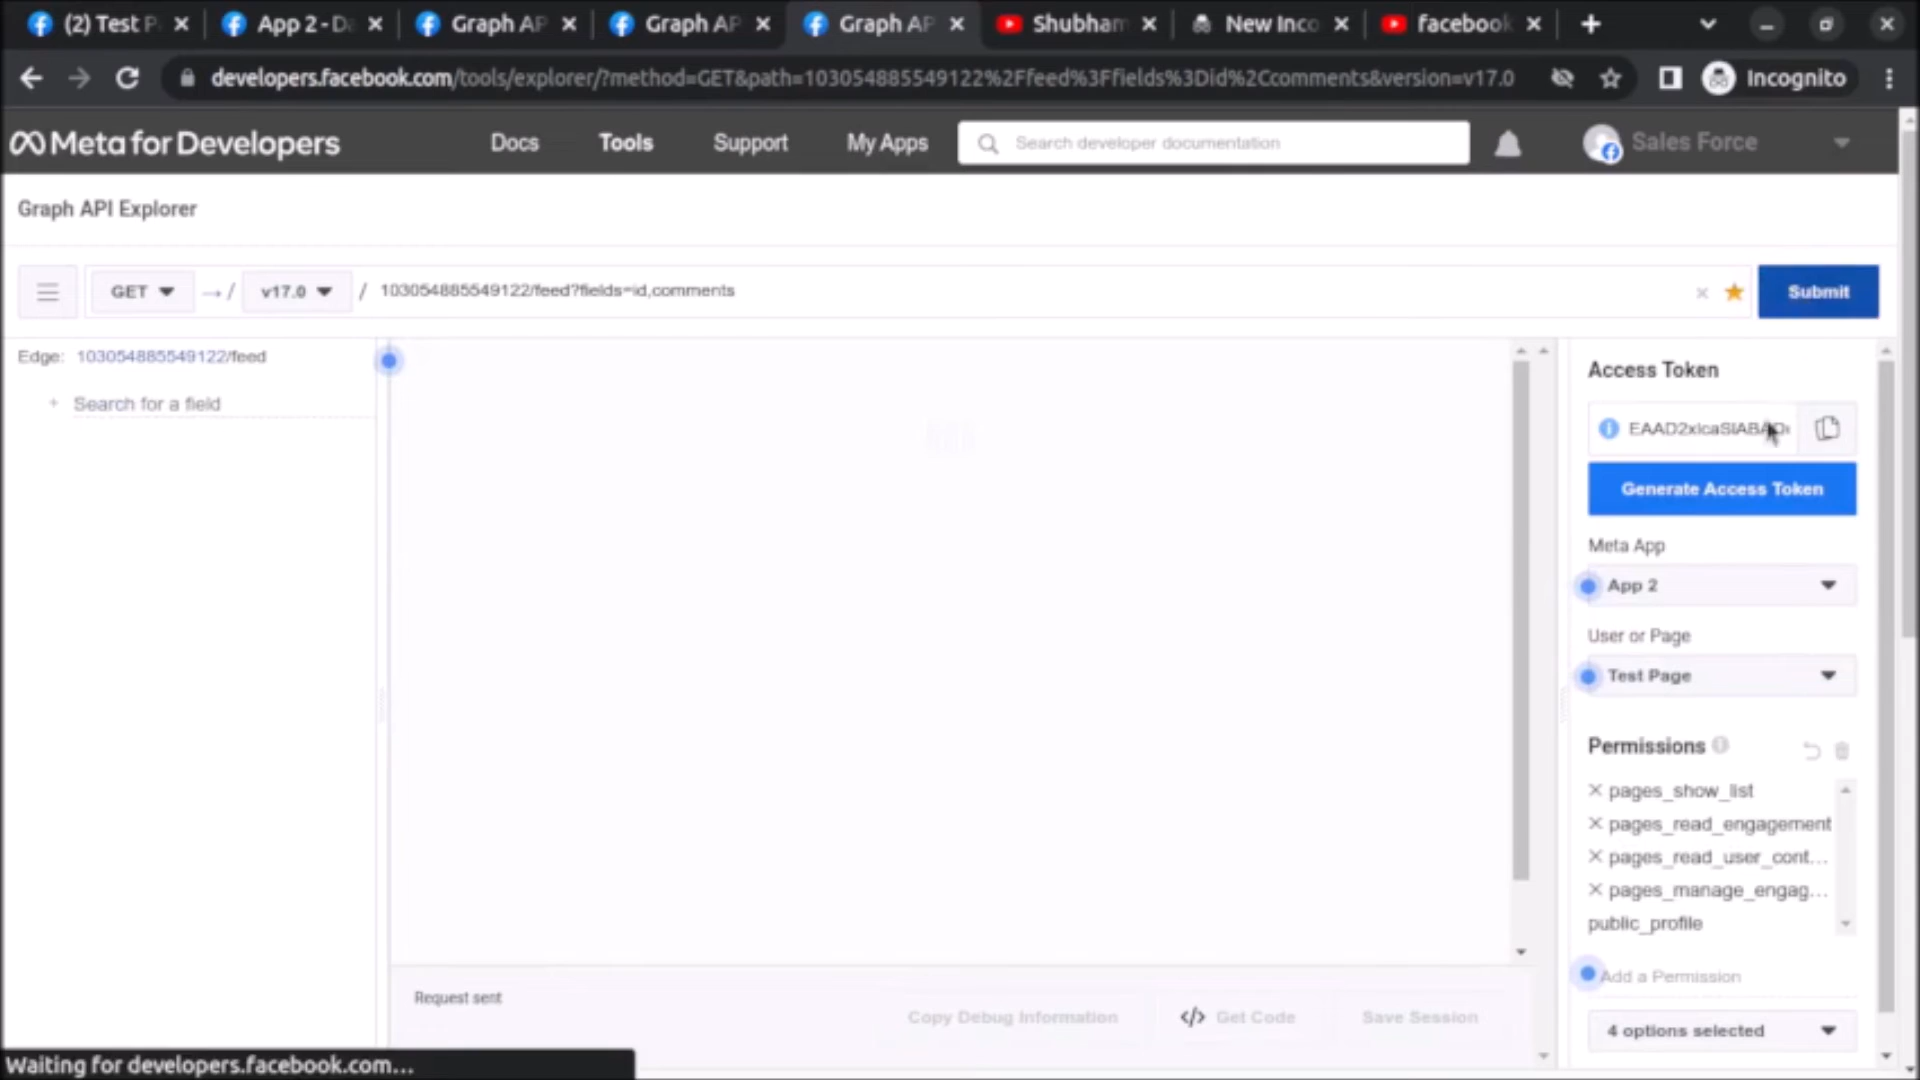 (2) Test P
App 2 - Da
Graph AP
Graph AP
Graph AP
Shubham
New Inco
facebook
developers.facebook.com/tools/explorer/?method=GET&path=103054885549122%2Ffeed%3Ffields%3Did%2Ccomments&version=v17.0
Incognito
Meta for Developers
Docs
Tools
Support
My Apps
Search developer documentation
Sales Force
Graph API Explorer
GET → / v17.0 / 103054885549122/feed?fields=id,comments
Submit
Edge: 103054885549122/feed
+ Search for a field
Access Token
Generate Access Token
Meta App
App 2
User or Page
Test Page
Permissions
pages_show_list
pages_read_engagement
pages_read_user_cont...
pages_manage_engag...
public_profile
Add a Permission
4 options selected
Request sent
Copy Debug Information
</> Get Code
Save Session
Waiting for developers.facebook.com...